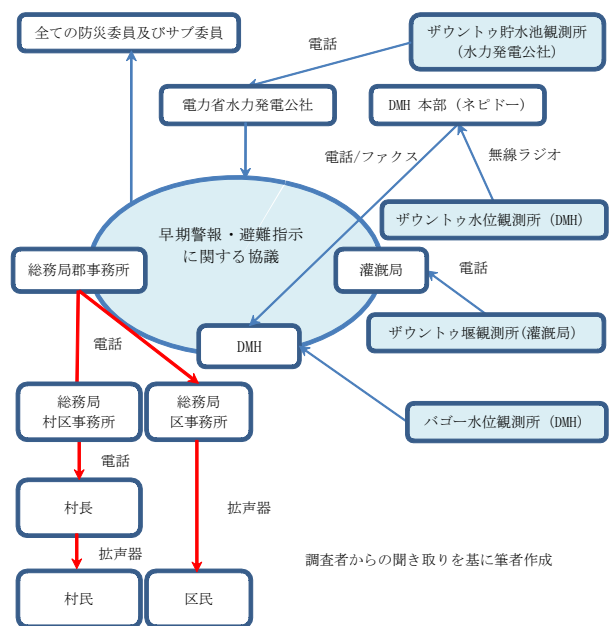 全ての防災委員及びサブ委員
電話
ザウントゥ貯水池観測所
(水力発電公社)
電力省水力発電公社
DMH 本部 (ネピドー)
電話/ファクス
無線ラジオ
早期警報・避難指示
に関する協議
ザウントゥ水位観測所 (DMH)
総務局郡事務所
灌漑局
電話
ザウントゥ堰観測所(灌漑局)
電話
DMH
総務局
村区事務所
総務局
区事務所
バゴー水位観測所 (DMH)
電話
村長
拡声器
拡声器
調査者からの聞き取りを基に筆者作成
村民
区民